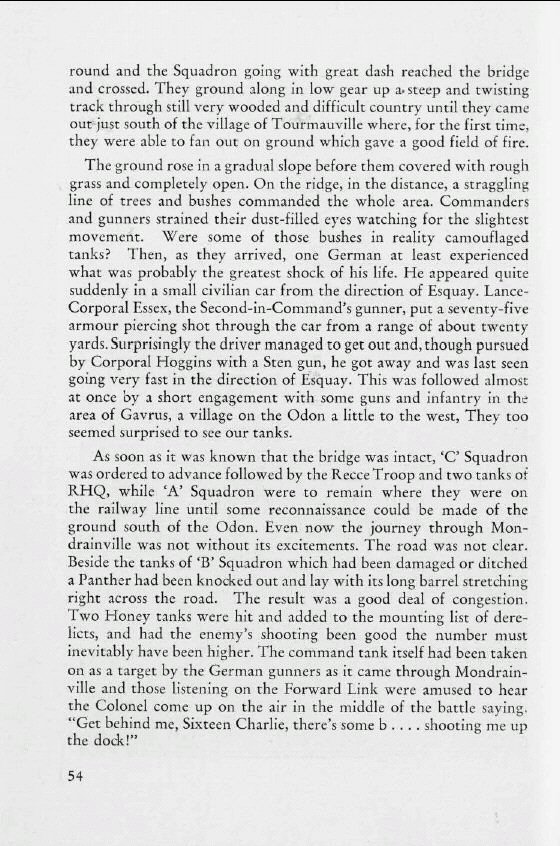 round and the Squadron going with great dash reached the bridge
and crossed. They ground along in low gear up a steep and twisting
track through still very wooded and difficult country until they came
out just south of the village of Tourmauville where, for the first time,
they were able to fan out on ground which gave a good field of fire.
The ground rose in a gradual slope before them covered with rough
grass and completely open. On the ridge, in the distance, a straggling
line of trees and bushes commanded the whole area. Commanders
and gunners strained their dust-filled eyes watching for the slightest
movement. Were some of those bushes in reality camouflaged
tanks? Then, as they arrived, one German at least experienced
what was probably the greatest shock of his life. He appeared quite
suddenly in a small civilian car from the direction of Esquay. Lance-
Corporal Essex, the Second-in-Command's gunner, put a seventy-five
armour piercing shot through the car from a range of about twenty
yards. Surprisingly the driver managed to get out and, though pursued
by Corporal Hoggins with a Sten gun, he got away and was last seen
going very fast in the direction of Esquay. This was followed almost
at once by a short engagement with some guns and infantry in the
area of Gavrus, a village on the Odon a little to the west, They too
seemed surprised to see our tanks.
As soon as it was known that the bridge was intact, 'C' Squadron
was ordered to advance followed by the Recce Troop and two tanks of
RHQ, while 'A' Squadron were to remain where they were on
the railway line until some reconnaissance could be made of the
ground south of the Odon. Even now the journey through Mon-
drainville was not without its excitements. The road was not clear.
Beside the tanks of 'B' Squadron which had been damaged or ditched
a Panther had been knocked out and lay with its long barrel stretching
right across the road. The result was a good deal of congestion.
Two Honey tanks were hit and added to the mounting list of dere-
licts, and had the enemy's shooting been good the number must
inevitably have been higher. The command tank itself had been taken
on as a target by the German gunners as it came through Mondrain-
ville and those listening on the Forward Link were amused to hear
the Colonel come up on the air in the middle of the battle saying.
"Get behind me, Sixteen Charlie, there's some b . . . . shooting me up
the dock!"
54